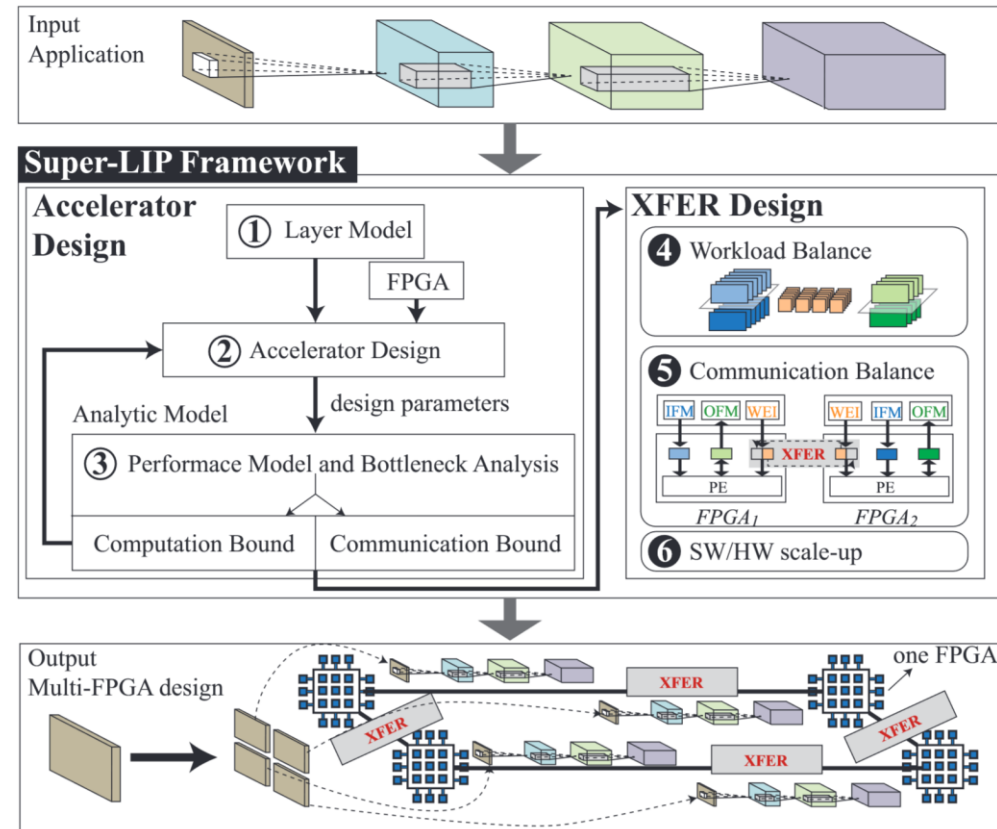 Input
Application
Super-LIP Framework
Accelerator
Design
① Layer Model
FPGA
② Accelerator Design
design parameters
Analytic Model
③ Performace Model and Bottleneck Analysis
Computation Bound
Communication Bound
XFER Design
❹ Workload Balance
❺ Communication Balance
IFM OFM WEI
WEI IFM OFM
XFER
PE
PE
FPGA₁
FPGA₂
❻ SW/HW scale-up
Output
Multi-FPGA design
one FPGA
XFER
XFER
XFER
XFER